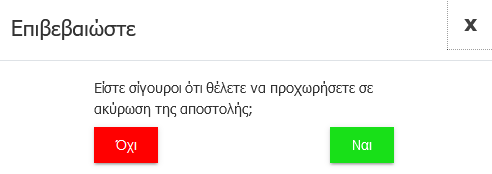 Επιβεβαιώστε
x
Είστε σίγουροι ότι θέλετε να προχωρήσετε σε
ακύρωση της αποστολής;
Όχι
Ναι